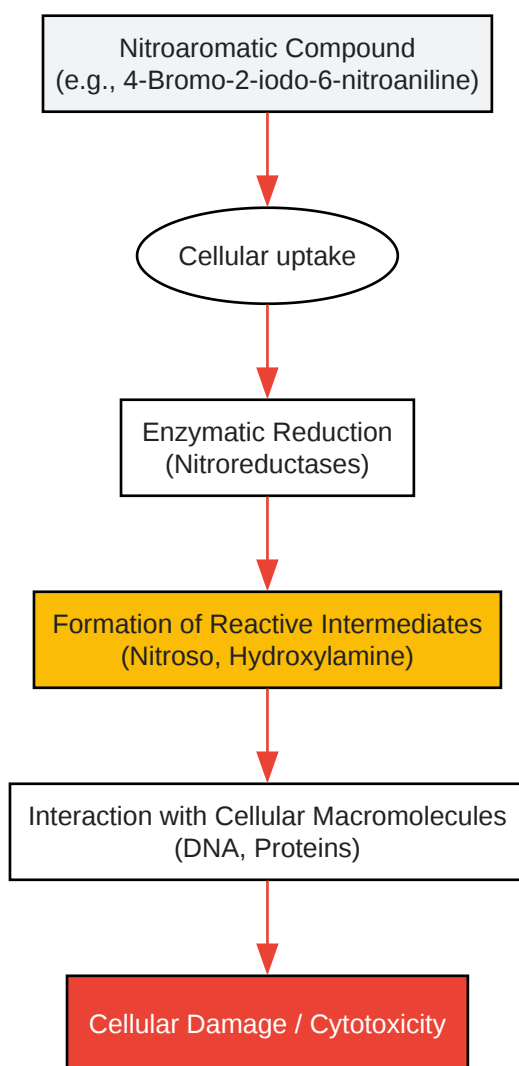 Nitroaromatic Compound
(e.g., 4-Bromo-2-iodo-6-nitroaniline)
Cellular uptake
Enzymatic Reduction
(Nitroreductases)
Formation of Reactive Intermediates
(Nitroso, Hydroxylamine)
Interaction with Cellular Macromolecules
(DNA, Proteins)
Cellular Damage / Cytotoxicity